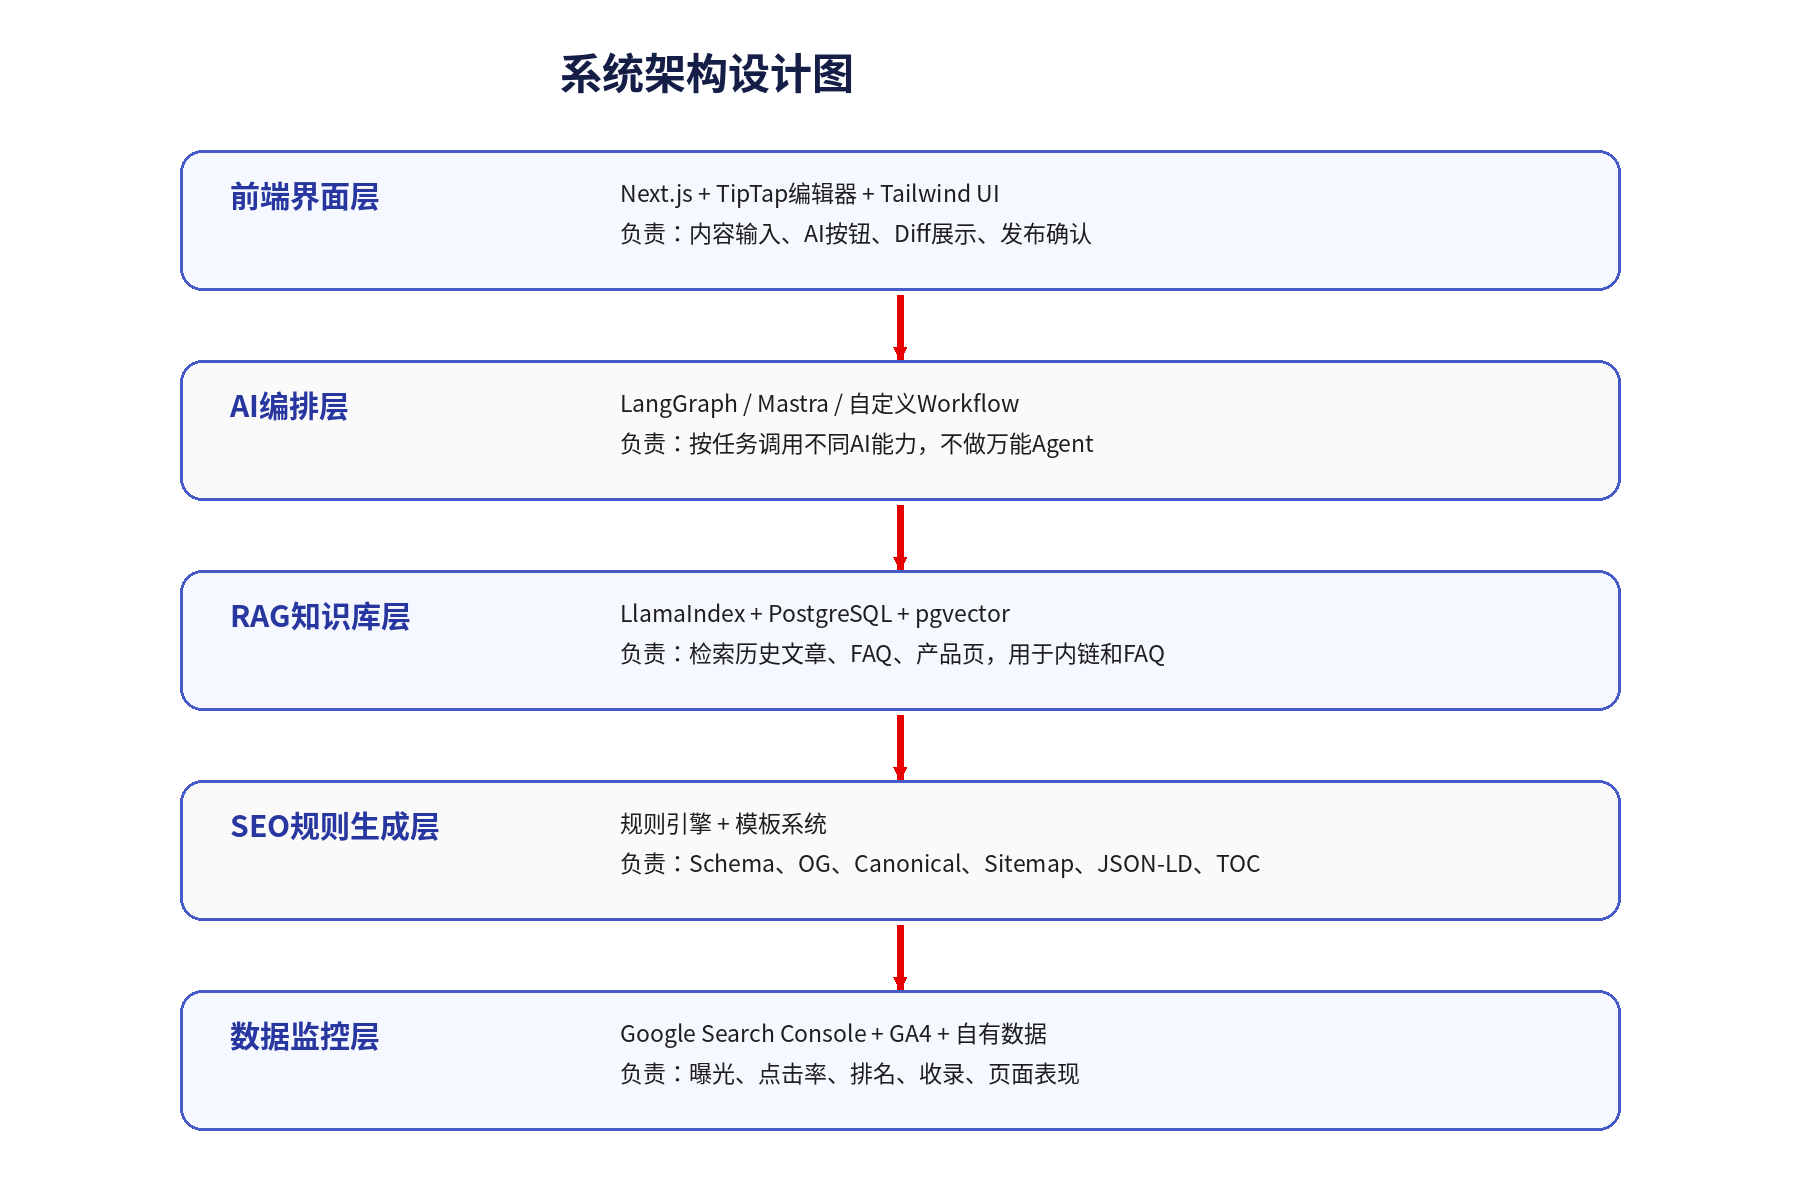 系统架构设计图
前端界面层
Next.js + TipTap编辑器 + Tailwind UI
负责：内容输入、AI按钮、Diff展示、发布确认
AI编排层
LangGraph / Mastra / 自定义Workflow
负责：按任务调用不同AI能力，不做万能Agent
RAG知识库层
LlamaIndex + PostgreSQL + pgvector
负责：检索历史文章、FAQ、产品页，用于内链和FAQ
SEO规则生成层
规则引擎 + 模板系统
负责：Schema、OG、Canonical、Sitemap、JSON-LD、TOC
数据监控层
Google Search Console + GA4 + 自有数据
负责：曝光、点击率、排名、收录、页面表现